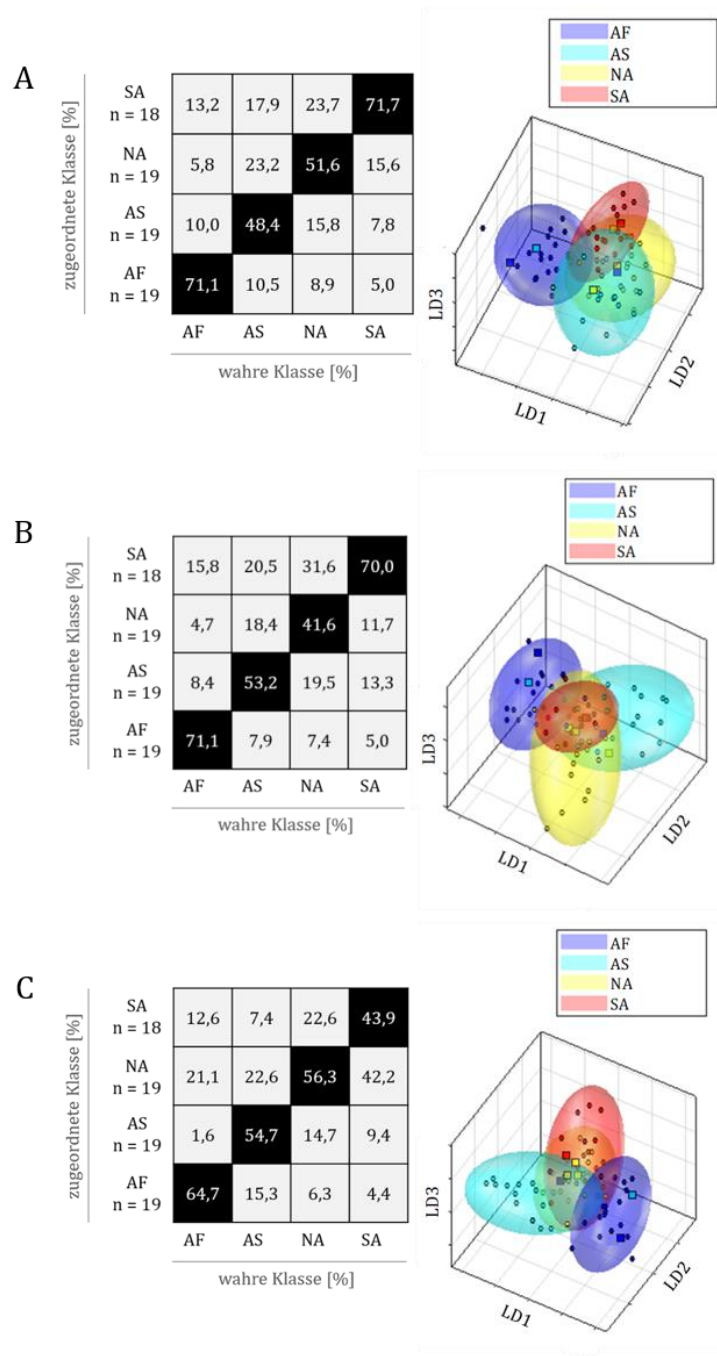 A
zugeordnete Klasse [%]
SA
n = 18
13,2 17,9 23,7 71,7
NA
n = 19
5,8 23,2 51,6 15,6
AS
n = 19
10,0 48,4 15,8 7,8
AF
n = 19
71,1 10,5 8,9 5,0
AF AS NA SA
wahre Klasse [%]
AF
AS
NA
SA
LD3
LD1
LD2
B
zugeordnete Klasse [%]
SA
n = 18
15,8 20,5 31,6 70,0
NA
n = 19
4,7 18,4 41,6 11,7
AS
n = 19
8,4 53,2 19,5 13,3
AF
n = 19
71,1 7,9 7,4 5,0
AF AS NA SA
wahre Klasse [%]
AF
AS
NA
SA
LD3
LD1
LD2
C
zugeordnete Klasse [%]
SA
n = 18
12,6 7,4 22,6 43,9
NA
n = 19
21,1 22,6 56,3 42,2
AS
n = 19
1,6 54,7 14,7 9,4
AF
n = 19
64,7 15,3 6,3 4,4
AF AS NA SA
wahre Klasse [%]
AF
AS
NA
SA
LD3
LD1
LD2